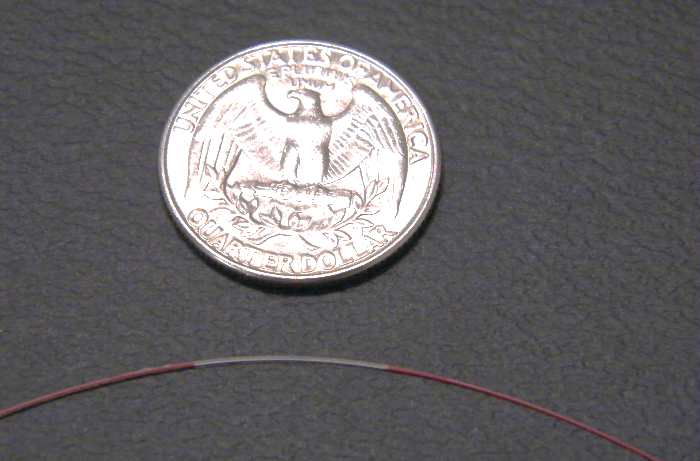 UNITED STATES OF AMERICA
E PLURIBUS
UNUM
QUARTER DOLLAR